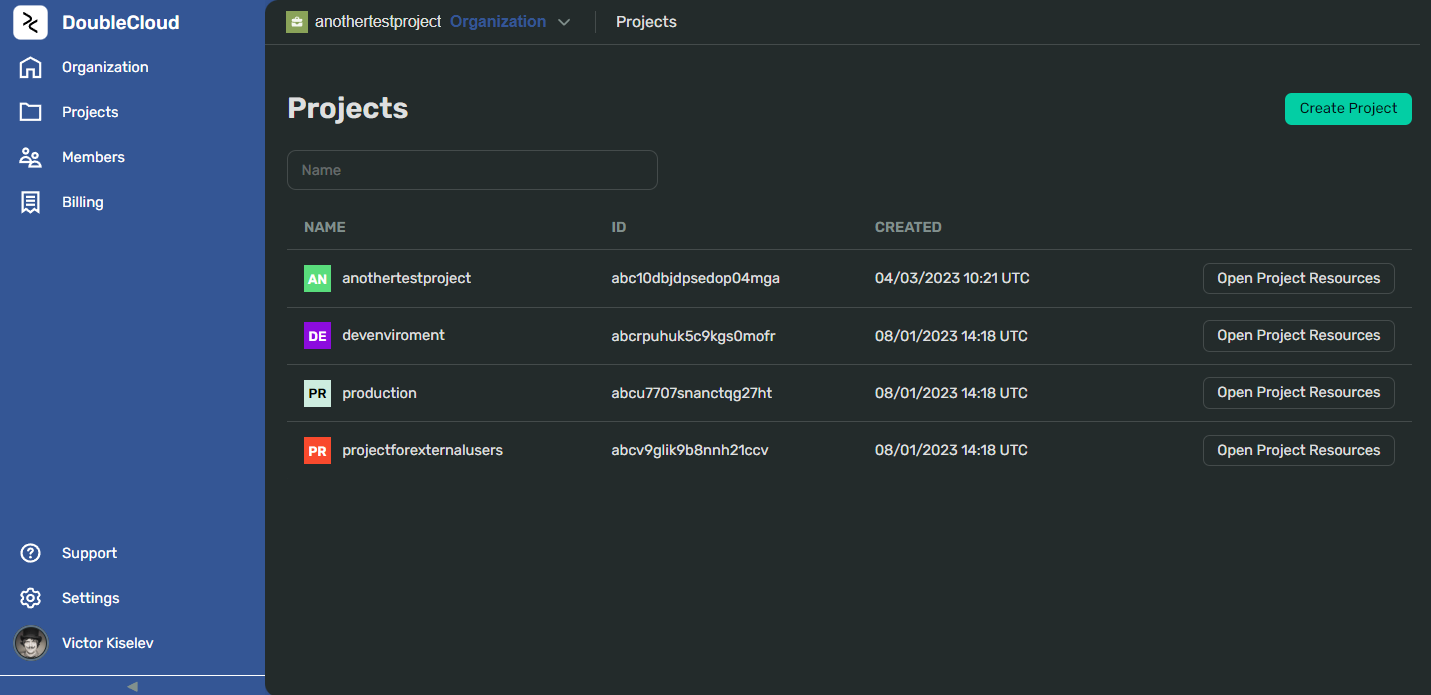 DoubleCloud
Organization
Projects
Members
Billing
Support
Settings
Victor Kiselev
anothertestproject Organization Projects
Projects
Create Project
Name
NAME ID CREATED
AN anothertestproject abc10dbjdpsedop04mga 04/03/2023 10:21 UTC Open Project Resources
DE devenviroment abcrpuhuk5c9kgs0mofr 08/01/2023 14:18 UTC Open Project Resources
PR production abcu7707snanctqg27ht 08/01/2023 14:18 UTC Open Project Resources
PR projectforexternalusers abcv9glik9b8nnh21ccv 08/01/2023 14:18 UTC Open Project Resources